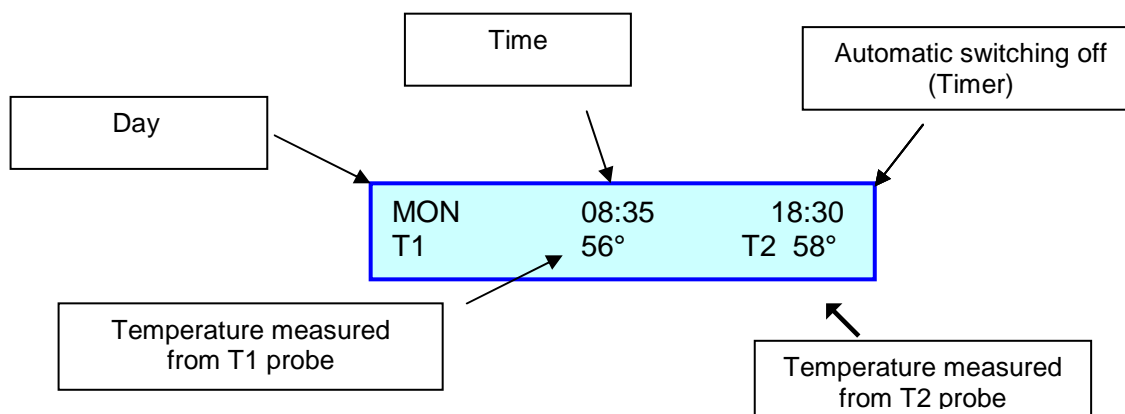 Time
Automatic switching off
(Timer)
Day
MON 08:35 18:30
T1 56° T2 58°
Temperature measured
from T1 probe
Temperature measured
from T2 probe